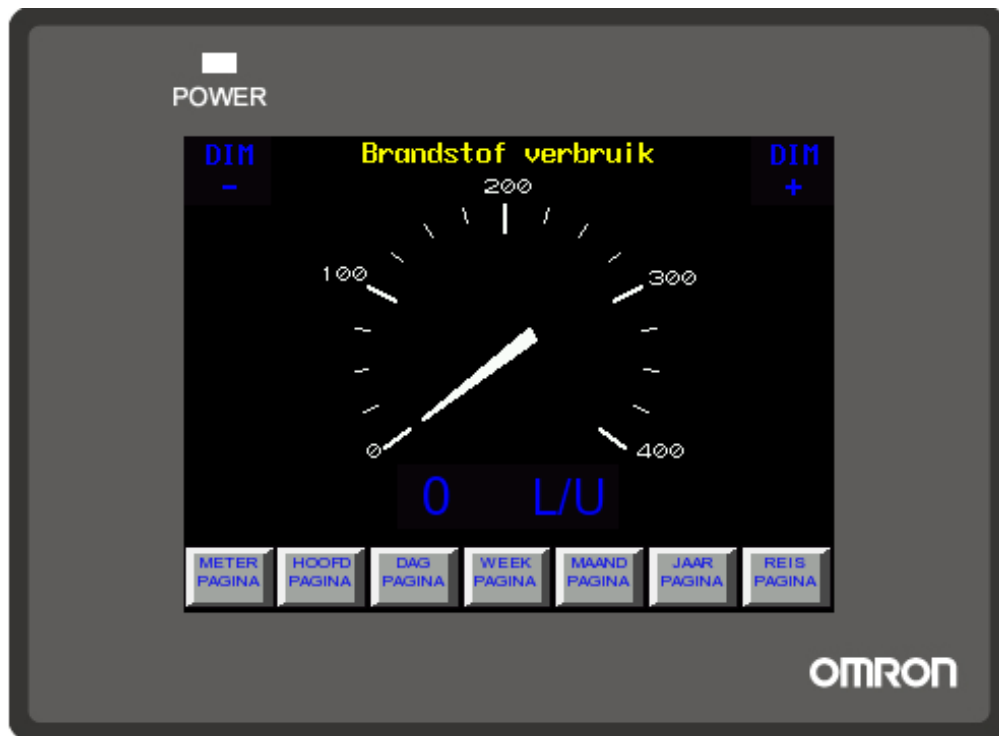 POWER
DIM
-
Brandstof verbruik
DIM
+
200
100
300
0
400
0 L/U
METER
PAGINA
HOOFD
PAGINA
DAG
PAGINA
WEEK
PAGINA
MAAND
PAGINA
JAAR
PAGINA
REIS
PAGINA
OMRON